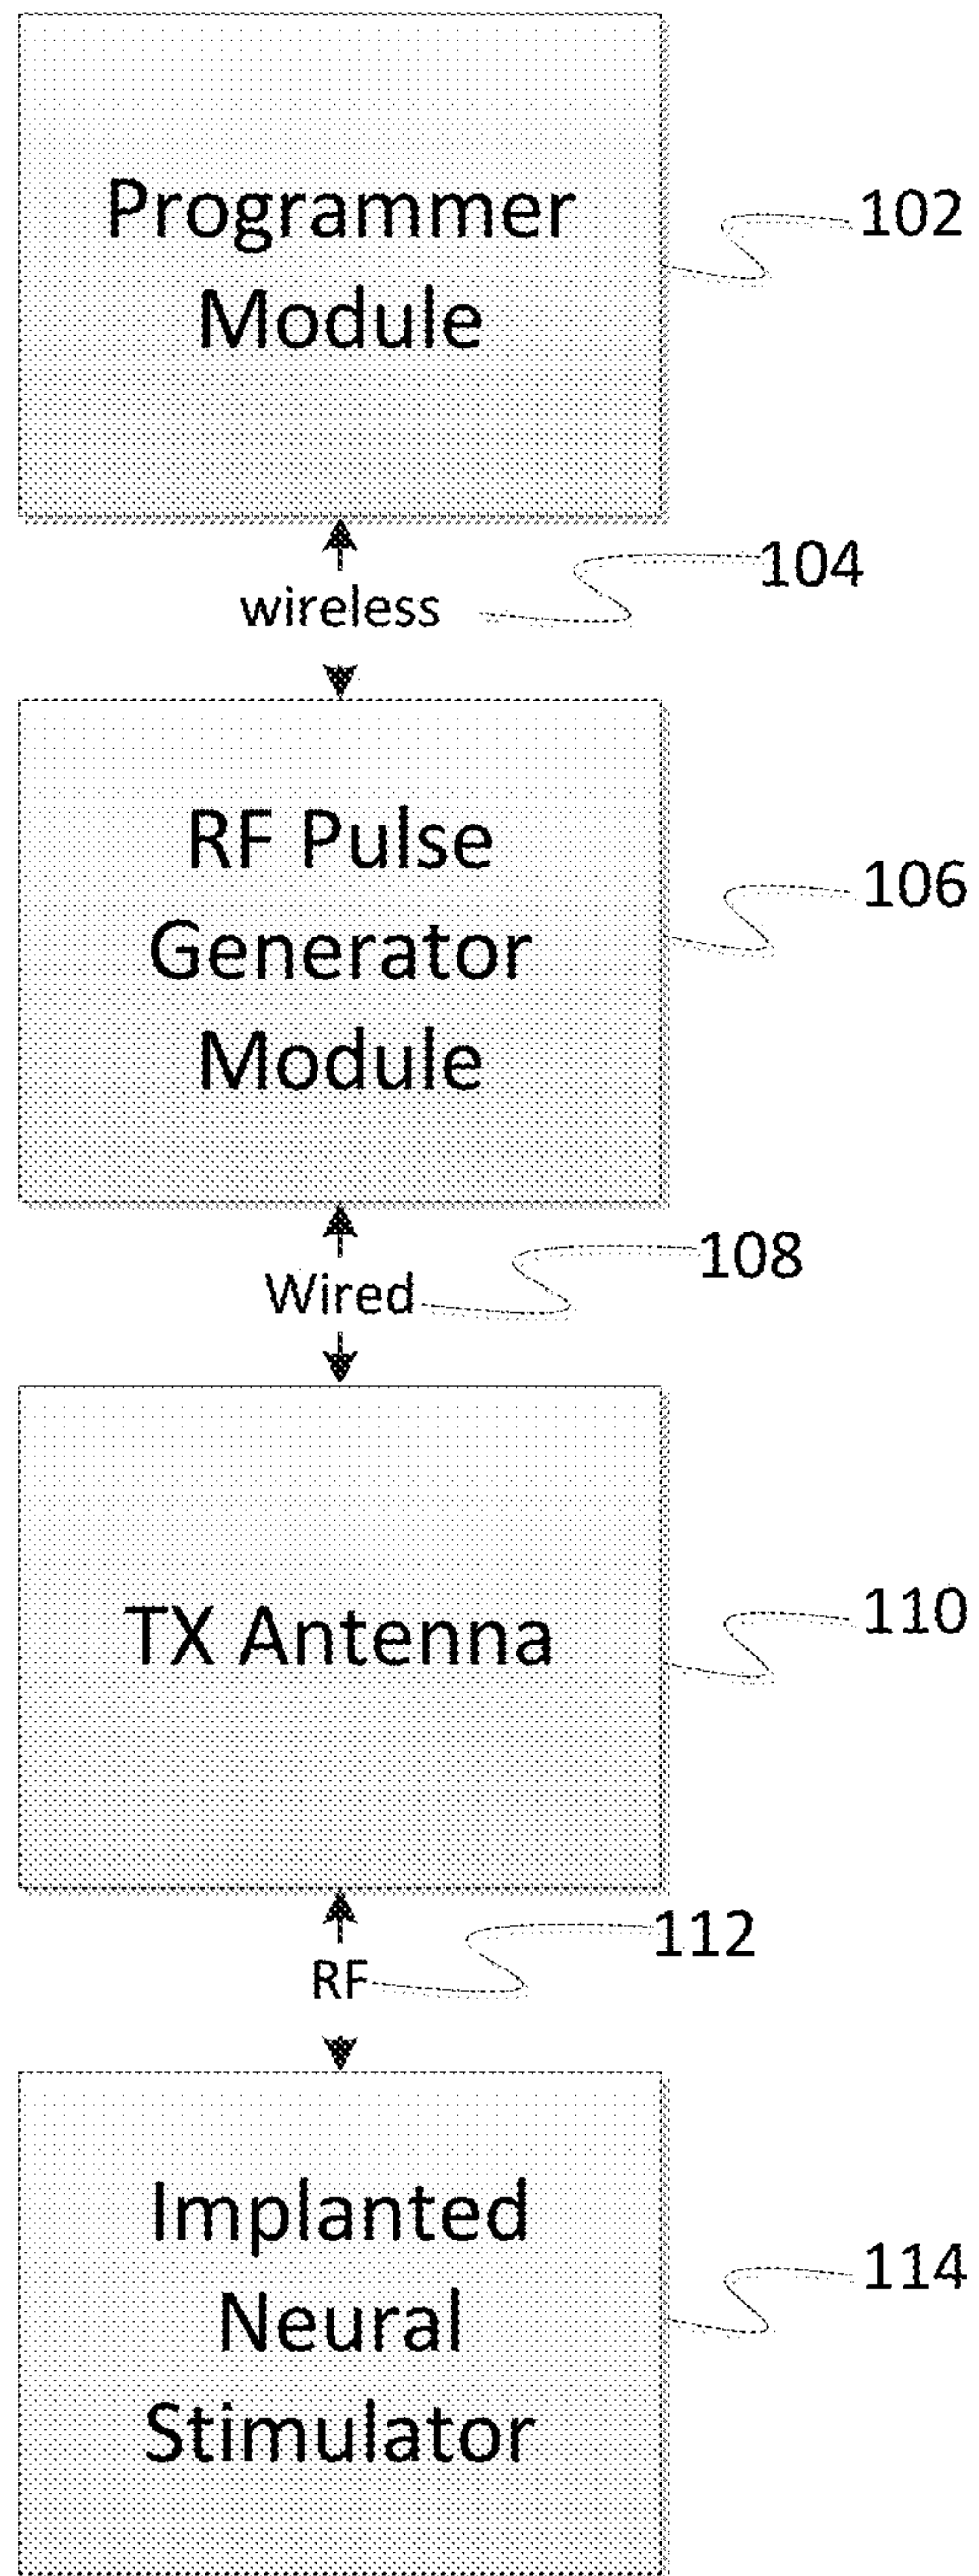 Programmer
Module
102
104
wireless
RF Pulse
Generator
Module
106
108
Wired
TX Antenna
110
112
RF
Implanted
Neural
Stimulator
114